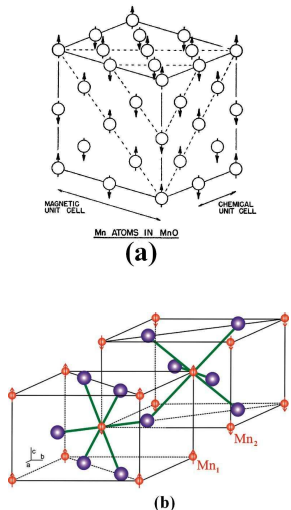 MAGNETIC
UNIT CELL
CHEMICAL
UNIT CELL
Mn ATOMS IN MnO
(a)
c
b
a
Mn₂
Mn₁
(b)